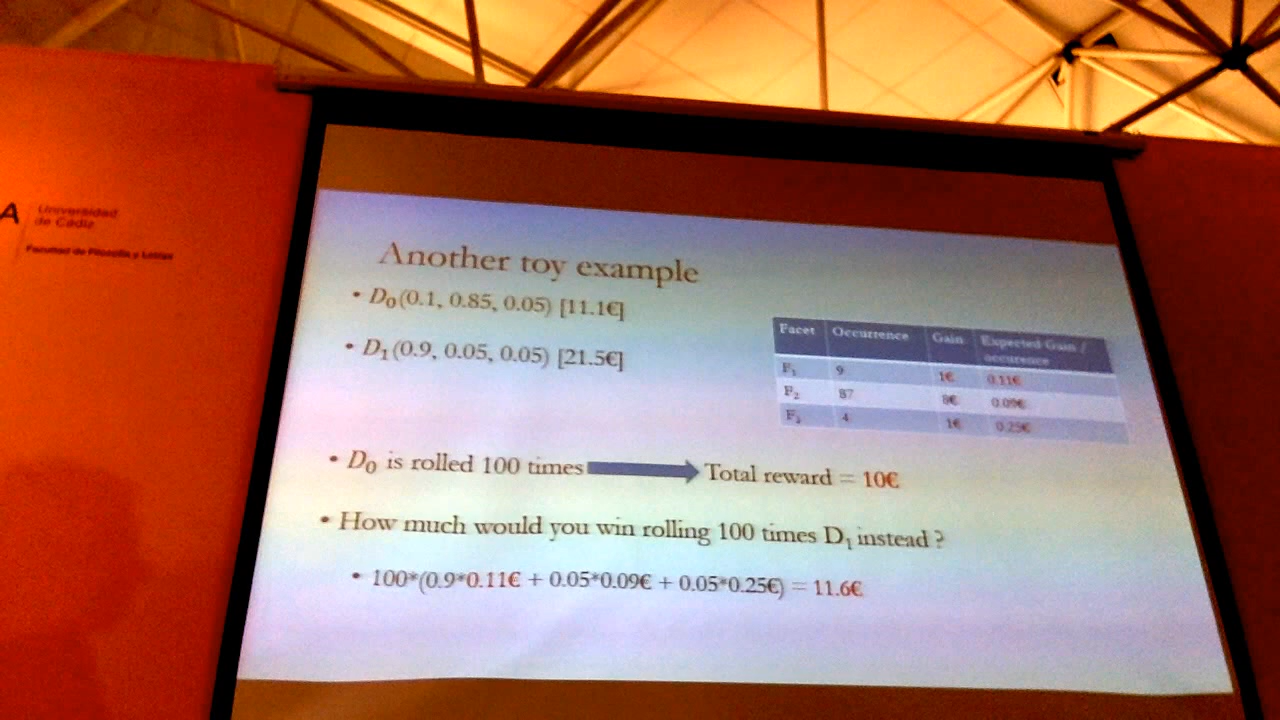 A
Universidad
de Cádiz
Facultad de Filosofía y Letras
Another toy example
• D₀(0.1, 0.85, 0.05) [11.1€]
• D₁(0.9, 0.05, 0.05) [21.5€]
Facet Occurrence Gain Expected Gain /
occurence
F₁ 9 1€ 0.11€
F₂ 87 8€ 0.09€
F₃ 4 1€ 0.25€
• D₀ is rolled 100 times Total reward = 10€
• How much would you win rolling 100 times D₁ instead ?
• 100*(0.9*0.11€ + 0.05*0.09€ + 0.05*0.25€) = 11.6€